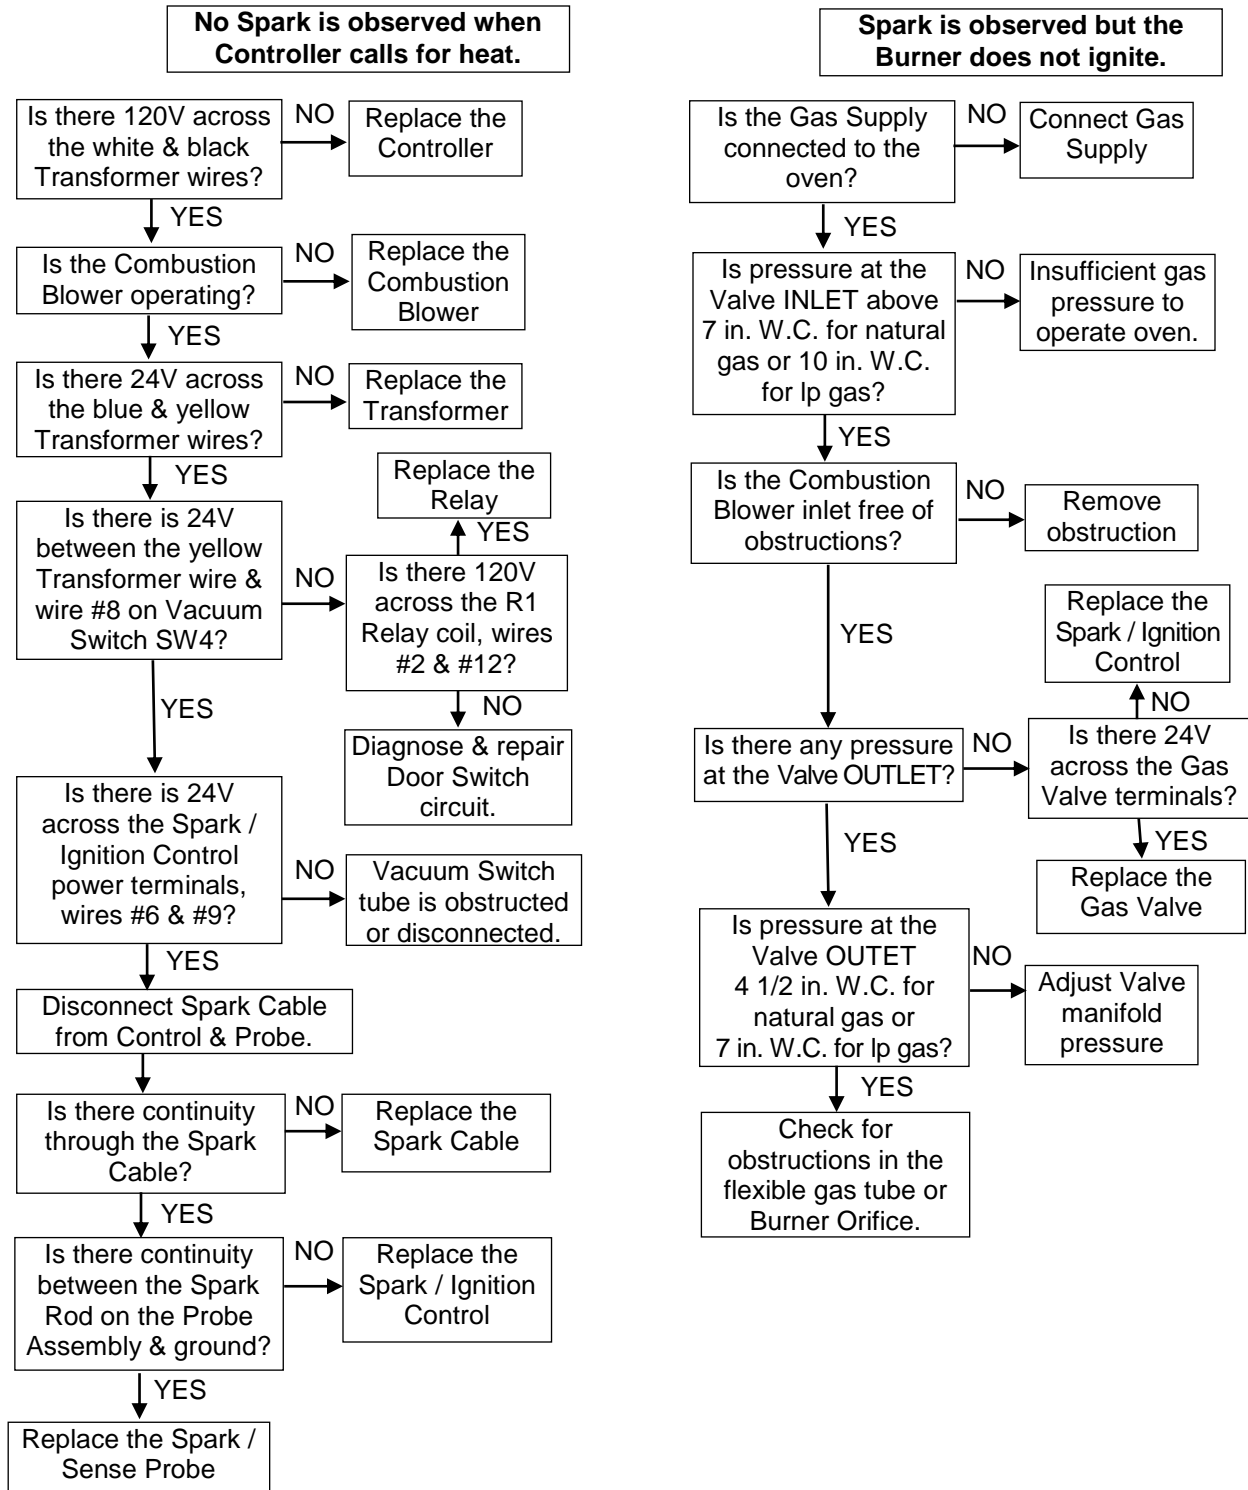 No Spark is observed when
Controller calls for heat.
Is there 120V across
the white & black
Transformer wires?
NO
Replace the
Controller
YES
Is the Combustion
Blower operating?
NO
Replace the
Combustion
Blower
YES
Is there 24V across
the blue & yellow
Transformer wires?
NO
Replace the
Transformer
YES
Is there is 24V
between the yellow
Transformer wire &
wire #8 on Vacuum
Switch SW4?
NO
Is there 120V
across the R1
Relay coil, wires
#2 & #12?
YES
Replace the
Relay
NO
Diagnose & repair
Door Switch
circuit.
YES
Is there is 24V
across the Spark /
Ignition Control
power terminals,
wires #6 & #9?
NO
Vacuum Switch
tube is obstructed
or disconnected.
YES
Disconnect Spark Cable
from Control & Probe.
Is there continuity
through the Spark
Cable?
NO
Replace the
Spark Cable
YES
Is there continuity
between the Spark
Rod on the Probe
Assembly & ground?
NO
Replace the
Spark / Ignition
Control
YES
Replace the Spark /
Sense Probe
Spark is observed but the
Burner does not ignite.
Is the Gas Supply
connected to the
oven?
NO
Connect Gas
Supply
YES
Is pressure at the
Valve INLET above
7 in. W.C. for natural
gas or 10 in. W.C.
for lp gas?
NO
Insufficient gas
pressure to
operate oven.
YES
Is the Combustion
Blower inlet free of
obstructions?
NO
Remove
obstruction
YES
Is there any pressure
at the Valve OUTLET?
NO
Is there 24V
across the Gas
Valve terminals?
NO
Replace the
Spark / Ignition
Control
YES
Replace the
Gas Valve
YES
Is pressure at the
Valve OUTET
4 1/2 in. W.C. for
natural gas or
7 in. W.C. for lp gas?
NO
Adjust Valve
manifold
pressure
YES
Check for
obstructions in the
flexible gas tube or
Burner Orifice.